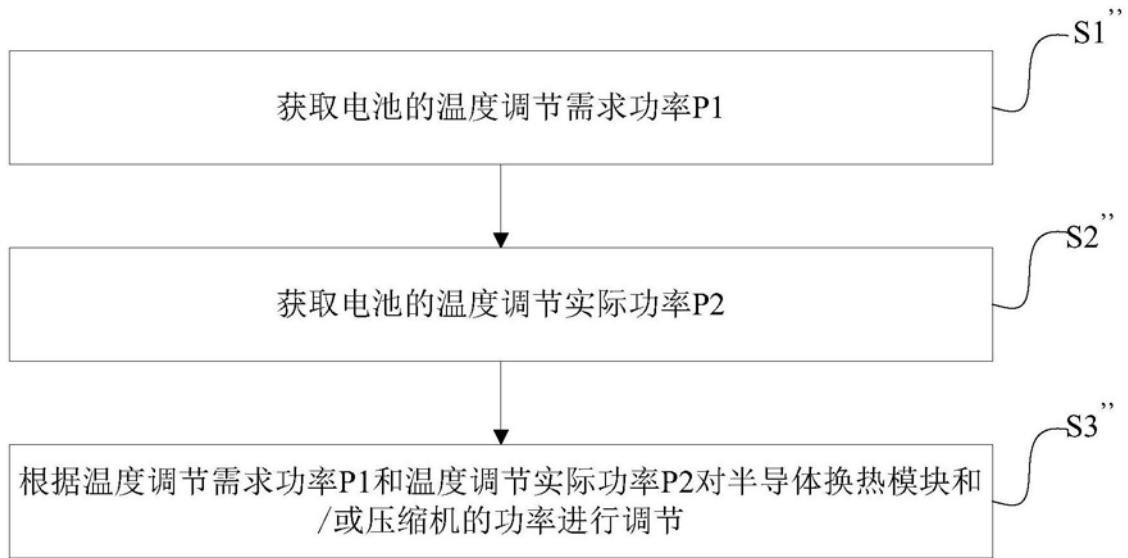 S1''
获取电池的温度调节需求功率P1
S2''
获取电池的温度调节实际功率P2
S3''
根据温度调节需求功率P1和温度调节实际功率P2对半导体换热模块和
/或压缩机的功率进行调节